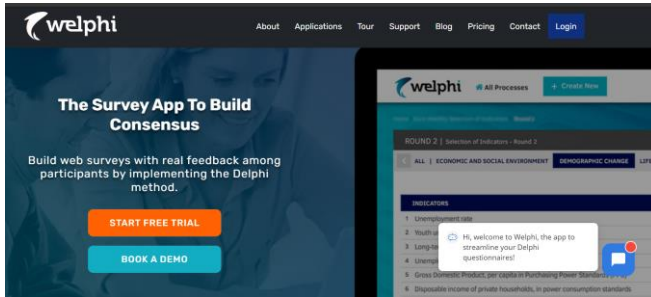 welphi
About Applications Tour Support Blog Pricing Contact Login
The Survey App To Build
Consensus
Build web surveys with real feedback among
participants by implementing the Delphi
method.
START FREE TRIAL
BOOK A DEMO
welphi All Processes + Create New
ROUND 2 | Selection of Indicators - Round 2
ALL | ECONOMIC AND SOCIAL ENVIRONMENT DEMOGRAPHIC CHANGE
INDICATORS
1 Unemployment rate
2 Youth
3
4
5 Gross Domestic Product, per capita in Purchasing Power Standards
6 Disposable income of private households, in power consumption standards
Hi, welcome to Welphi, the app to
streamline your Delphi
questionnaires!